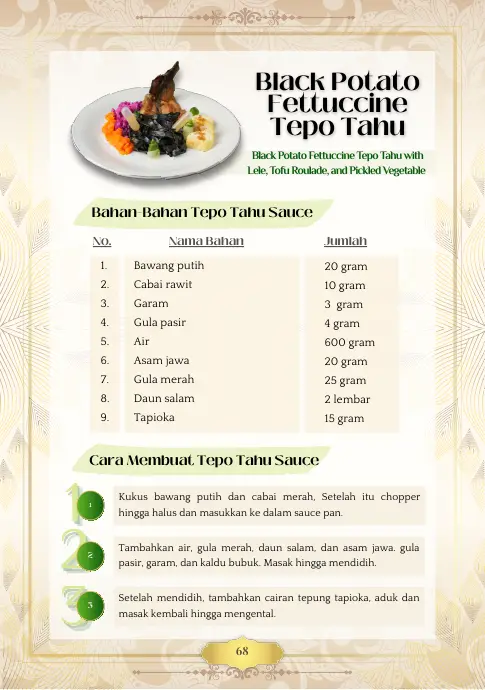 Black Potato
Fettuccine
Tepo Tahu
Black Potato Fettuccine Tepo Tahu with
Lele, Tofu Roulade, and Pickled Vegetable
Bahan-Bahan Tepo Tahu Sauce
No. Nama Bahan Jumlah
1. Bawang putih 20 gram
2. Cabai rawit 10 gram
3. Garam 3 gram
4. Gula pasir 4 gram
5. Air 600 gram
6. Asam jawa 20 gram
7. Gula merah 25 gram
8. Daun salam 2 lembar
9. Tapioka 15 gram
Cara Membuat Tepo Tahu Sauce
1
Kukus bawang putih dan cabai merah, Setelah itu chopper
hingga halus dan masukkan ke dalam sauce pan.
2
Tambahkan air, gula merah, daun salam, dan asam jawa. gula
pasir, garam, dan kaldu bubuk. Masak hingga mendidih.
3
Setelah mendidih, tambahkan cairan tepung tapioka, aduk dan
masak kembali hingga mengental.
68